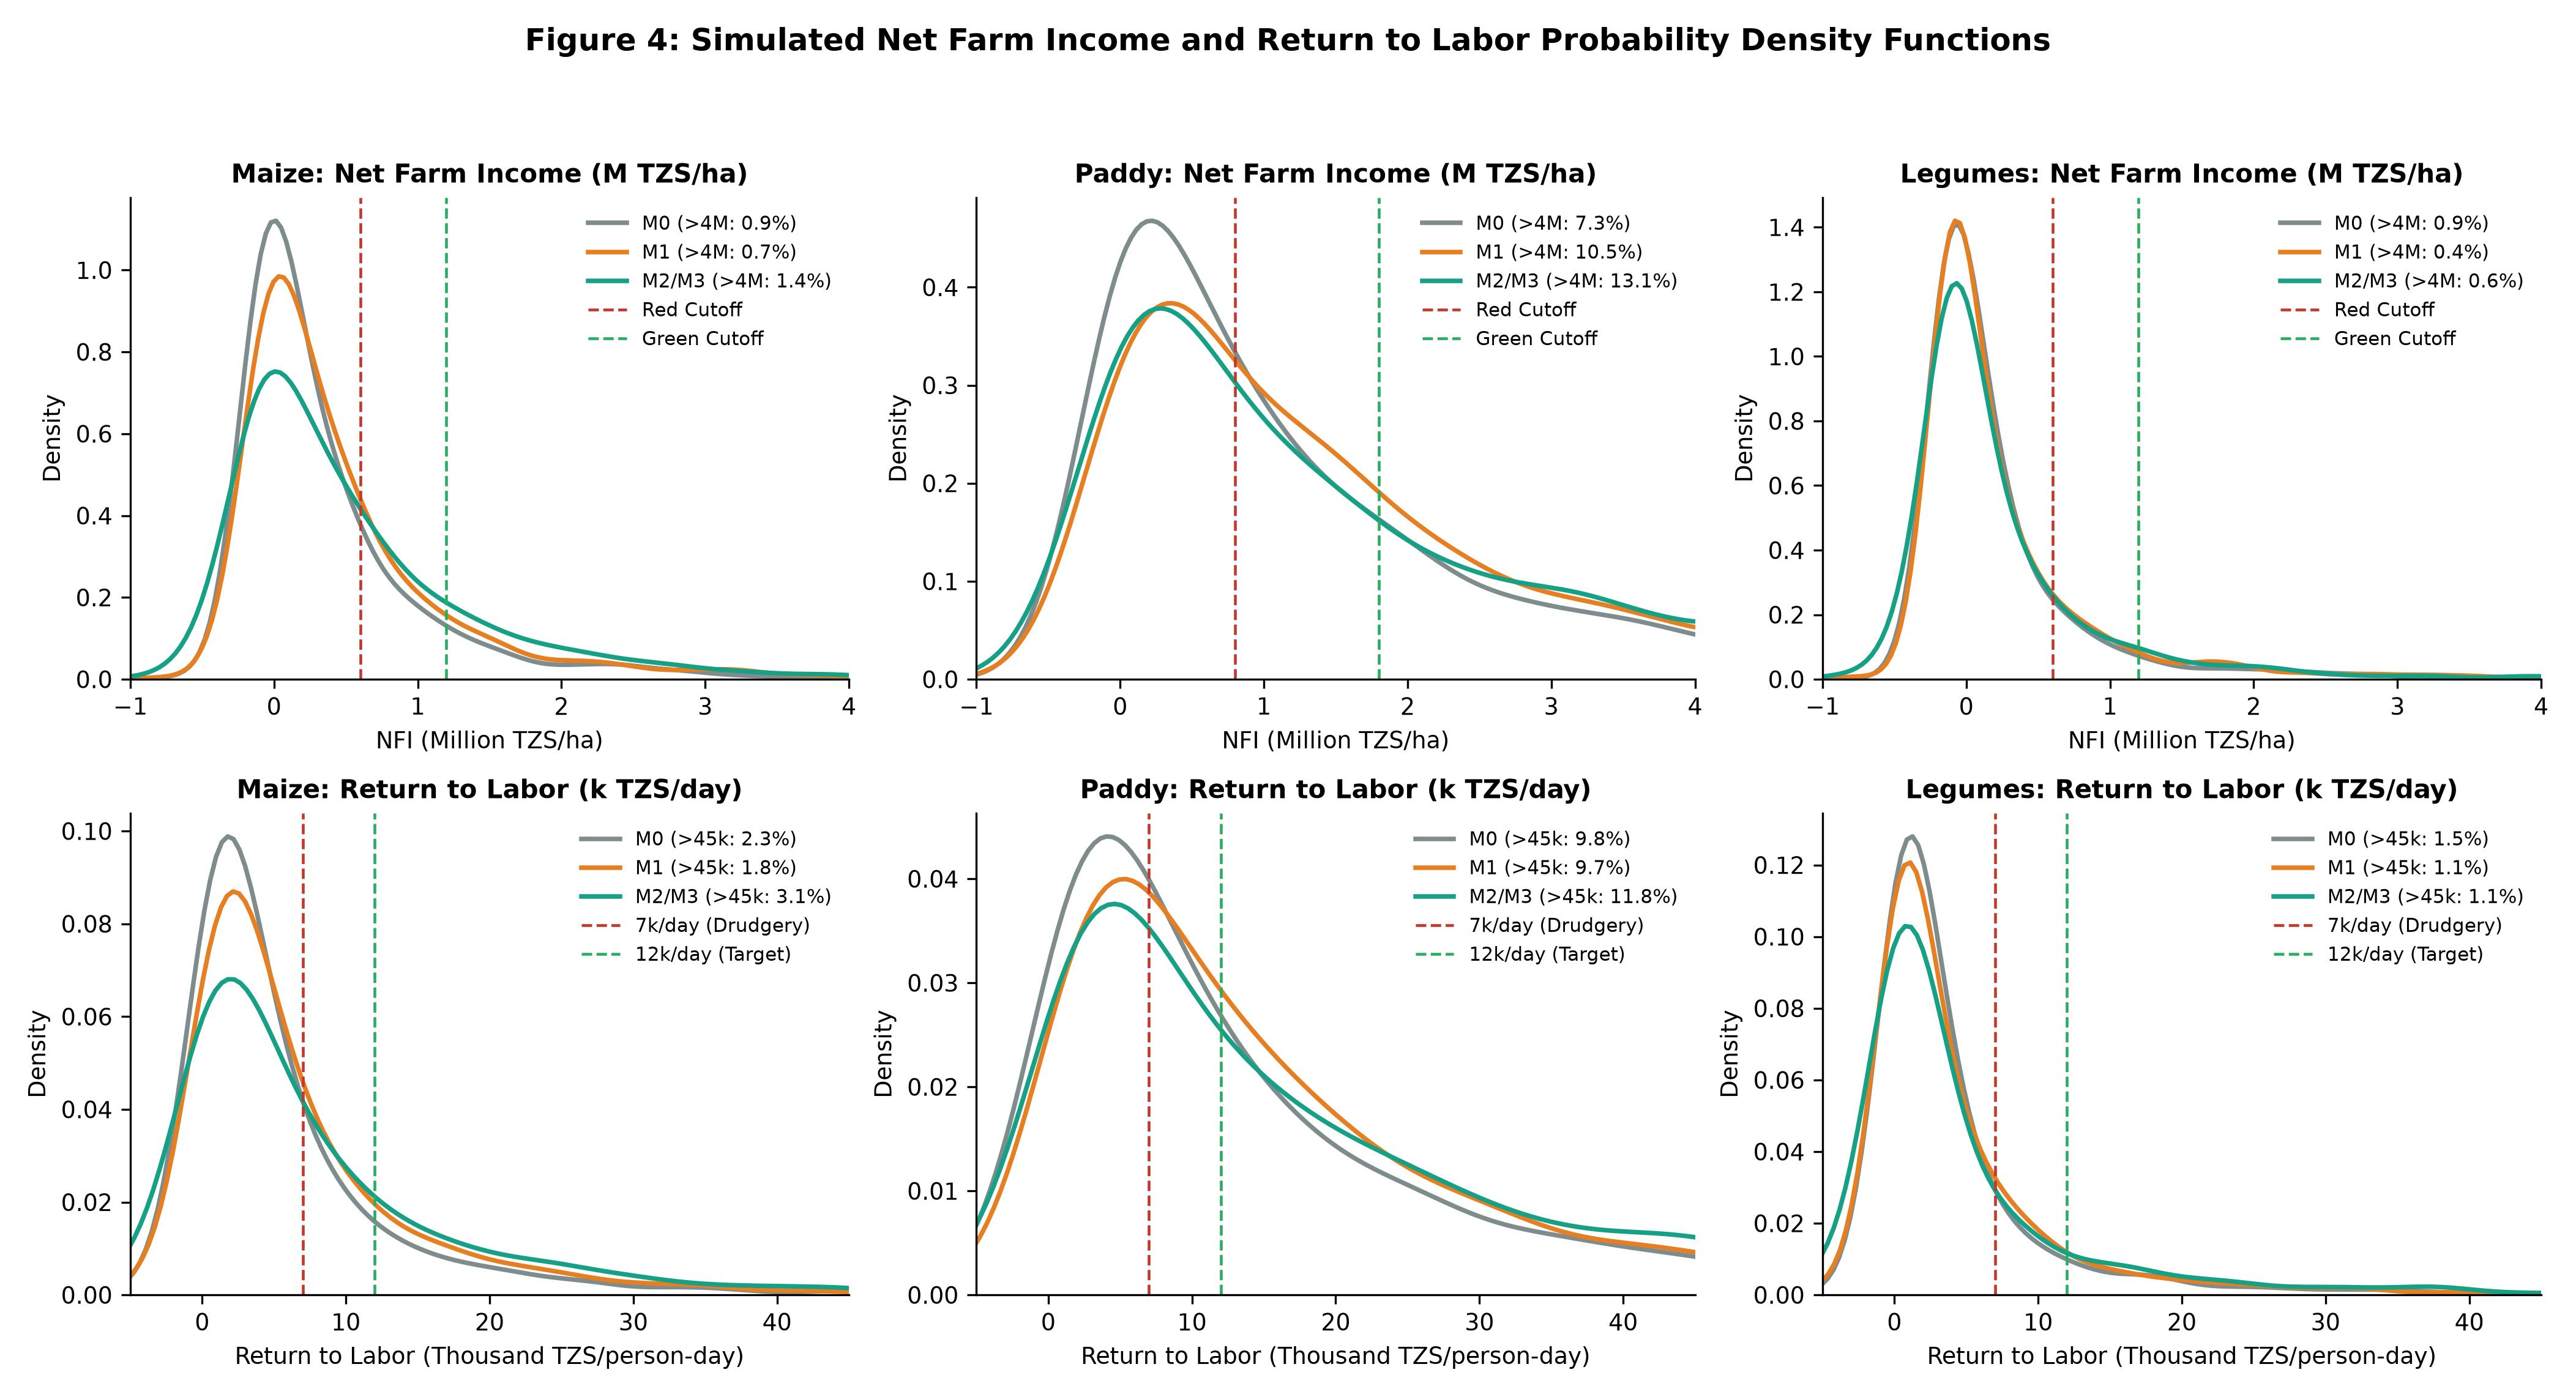 Figure 4: Simulated Net Farm Income and Return to Labor Probability Density Functions
Maize: Net Farm Income (M TZS/ha)
Density
1.0
0.8
0.6
0.4
0.2
0.0
−1
0
1
2
3
4
NFI (Million TZS/ha)
M0 (>4M: 0.9%)
M1 (>4M: 0.7%)
M2/M3 (>4M: 1.4%)
Red Cutoff
Green Cutoff
Paddy: Net Farm Income (M TZS/ha)
Density
0.4
0.3
0.2
0.1
0.0
−1
0
1
2
3
4
NFI (Million TZS/ha)
M0 (>4M: 7.3%)
M1 (>4M: 10.5%)
M2/M3 (>4M: 13.1%)
Red Cutoff
Green Cutoff
Legumes: Net Farm Income (M TZS/ha)
Density
1.4
1.2
1.0
0.8
0.6
0.4
0.2
0.0
−1
0
1
2
3
4
NFI (Million TZS/ha)
M0 (>4M: 0.9%)
M1 (>4M: 0.4%)
M2/M3 (>4M: 0.6%)
Red Cutoff
Green Cutoff
Maize: Return to Labor (k TZS/day)
Density
0.10
0.08
0.06
0.04
0.02
0.00
0
10
20
30
40
Return to Labor (Thousand TZS/person-day)
M0 (>45k: 2.3%)
M1 (>45k: 1.8%)
M2/M3 (>45k: 3.1%)
7k/day (Drudgery)
12k/day (Target)
Paddy: Return to Labor (k TZS/day)
Density
0.04
0.03
0.02
0.01
0.00
0
10
20
30
40
Return to Labor (Thousand TZS/person-day)
M0 (>45k: 9.8%)
M1 (>45k: 9.7%)
M2/M3 (>45k: 11.8%)
7k/day (Drudgery)
12k/day (Target)
Legumes: Return to Labor (k TZS/day)
Density
0.12
0.10
0.08
0.06
0.04
0.02
0.00
0
10
20
30
40
Return to Labor (Thousand TZS/person-day)
M0 (>45k: 1.5%)
M1 (>45k: 1.1%)
M2/M3 (>45k: 1.1%)
7k/day (Drudgery)
12k/day (Target)